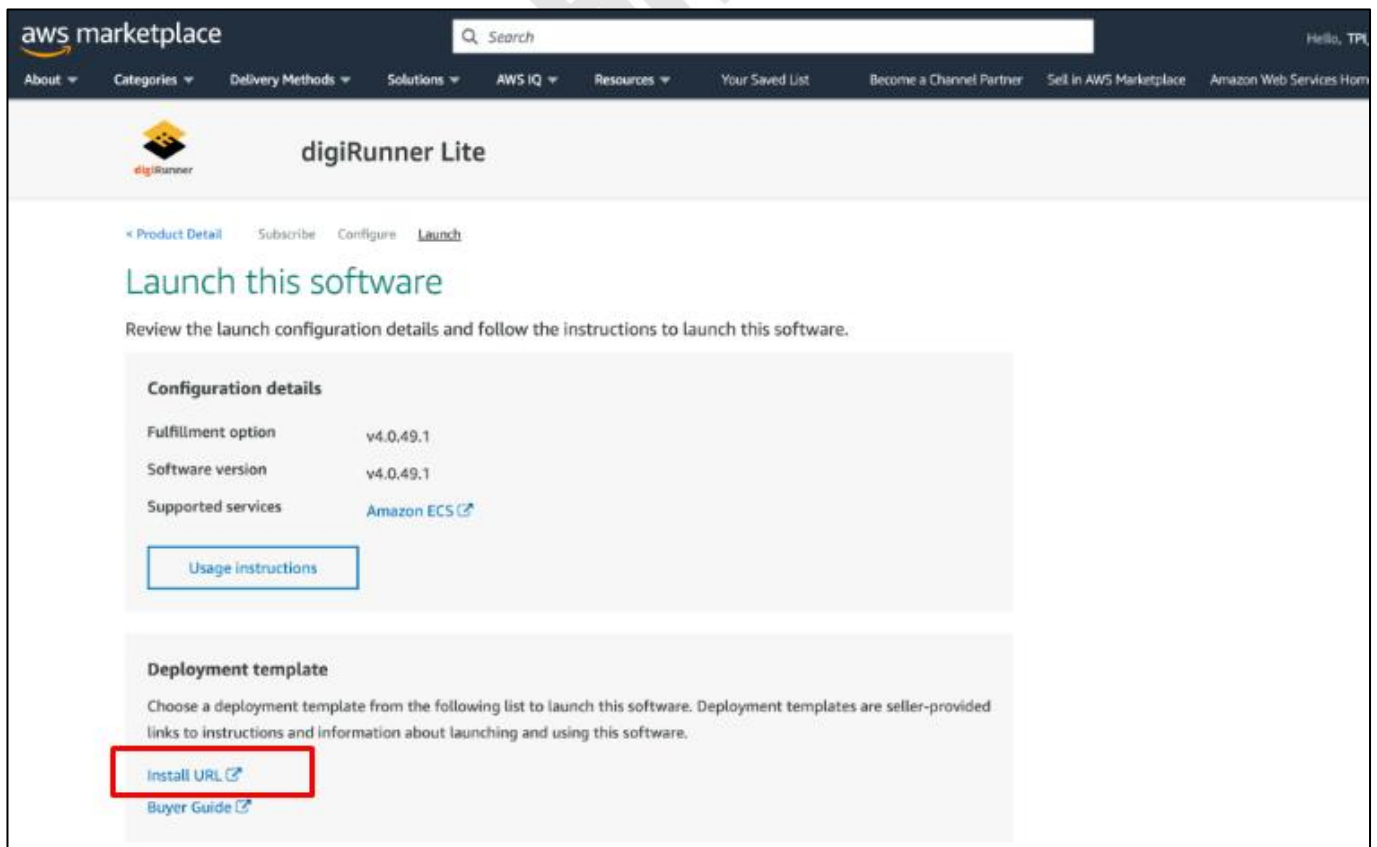 aws marketplace
Search
Hello, TPI,
About
Categories
Delivery Methods
Solutions
AWS IQ
Resources
Your Saved List
Become a Channel Partner
Sell in AWS Marketplace
Amazon Web Services Hom
digiRunner
digiRunner Lite
< Product Detail Subscribe Configure Launch
Launch this software
Review the launch configuration details and follow the instructions to launch this software.
Configuration details
Fulfillment option v4.0.49.1
Software version v4.0.49.1
Supported services Amazon ECS
Usage instructions
Deployment template
Choose a deployment template from the following list to launch this software. Deployment templates are seller-provided
links to instructions and information about launching and using this software.
Install URL
Buyer Guide